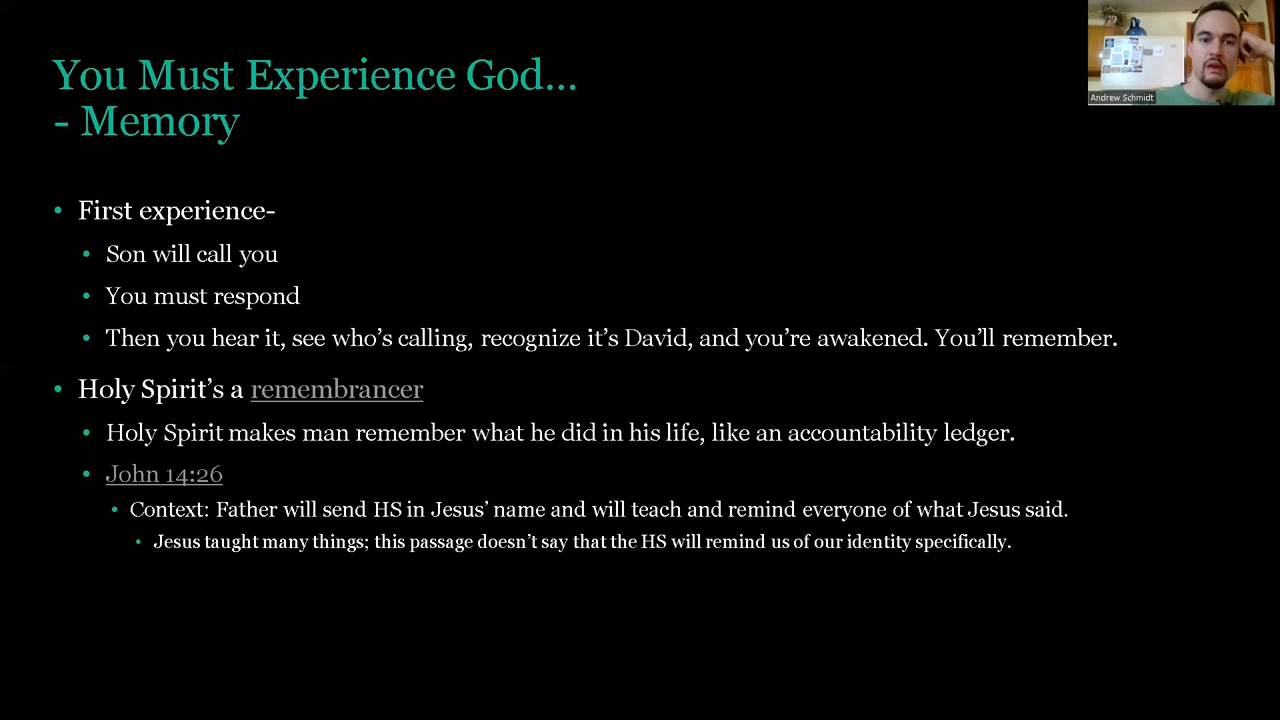 You Must Experience God...
- Memory
• First experience-
• Son will call you
• You must respond
• Then you hear it, see who’s calling, recognize it’s David, and you’re awakened. You’ll remember.
• Holy Spirit’s a remembrancer
• Holy Spirit makes man remember what he did in his life, like an accountability ledger.
• John 14:26
• Context: Father will send HS in Jesus’ name and will teach and remind everyone of what Jesus said.
• Jesus taught many things; this passage doesn’t say that the HS will remind us of our identity specifically.
Andrew Schmidt